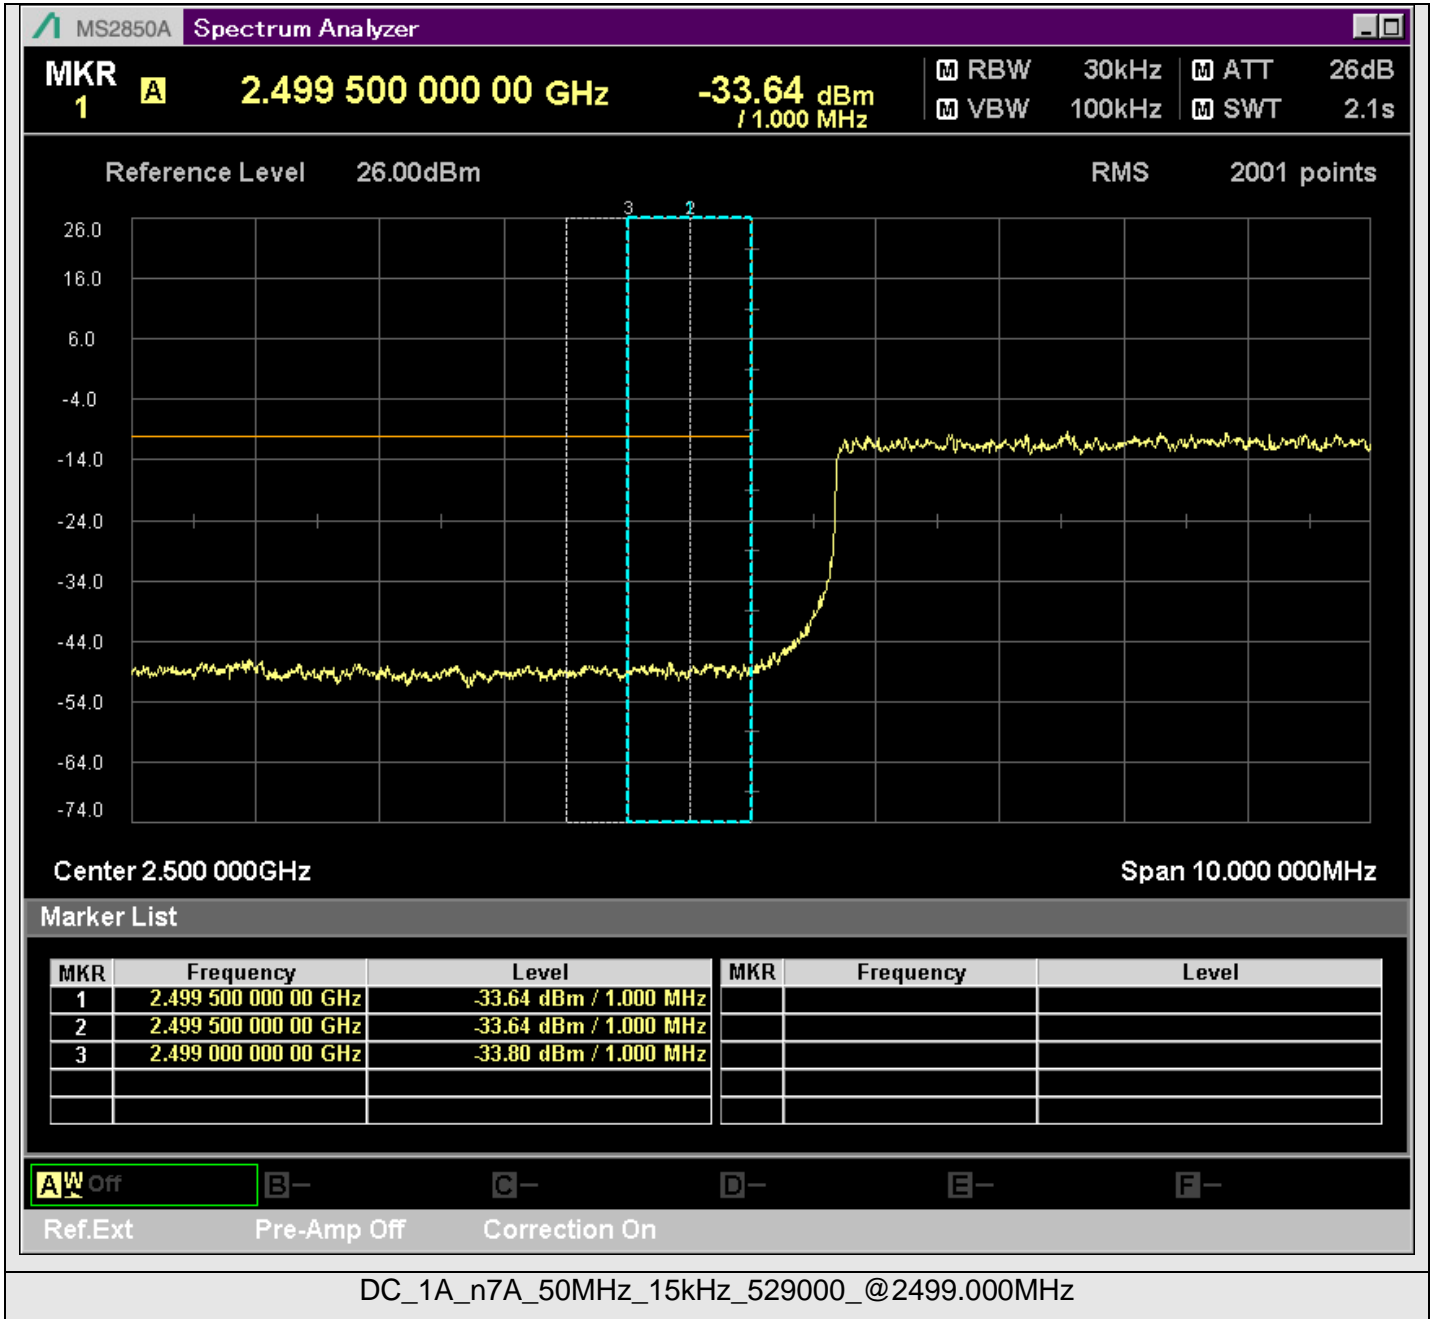 MS2850A Spectrum Analyzer
MKR 1 A 2.499 500 000 00 GHz -33.64 dBm / 1.000 MHz
M RBW 30kHz M ATT 26dB
M VBW 100kHz M SWT 2.1s
Reference Level 26.00dBm RMS 2001 points
3 2
26.0
16.0
6.0
-4.0
-14.0
-24.0
-34.0
-44.0
-54.0
-64.0
-74.0
Center 2.500 000GHz Span 10.000 000MHz
Marker List
MKR Frequency Level MKR Frequency Level
1 2.499 500 000 00 GHz -33.64 dBm / 1.000 MHz
2 2.499 500 000 00 GHz -33.64 dBm / 1.000 MHz
3 2.499 000 000 00 GHz -33.80 dBm / 1.000 MHz
A W Off B- C- D- E- F-
Ref.Ext Pre-Amp Off Correction On
DC_1A_n7A_50MHz_15kHz_529000_@2499.000MHz